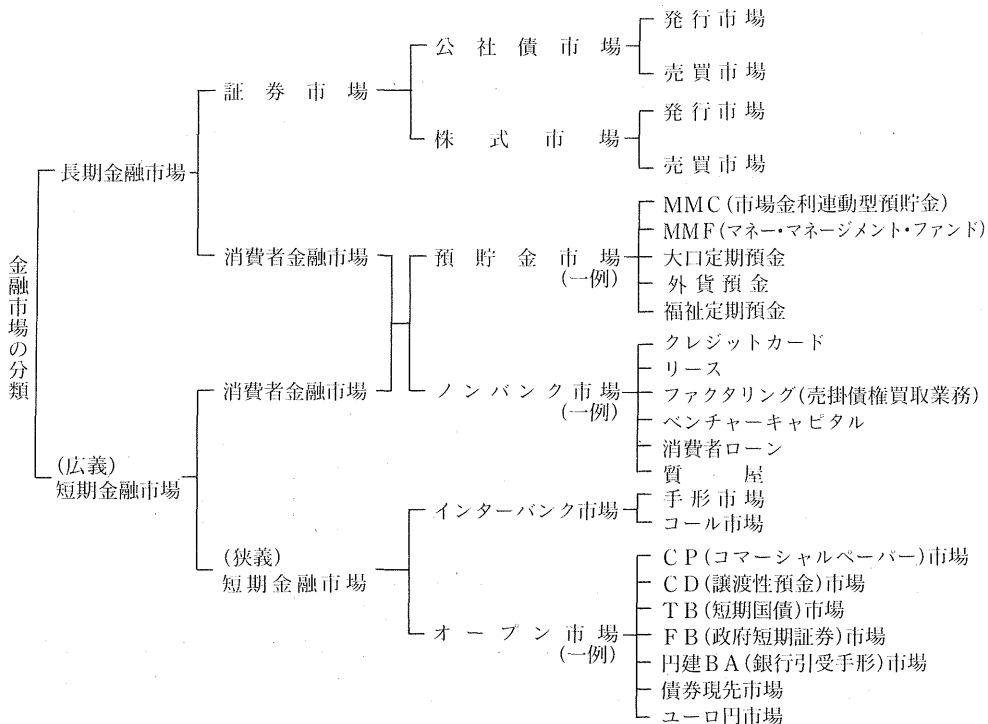 金融市場の分類
長期金融市場
証券市場
公社債市場
発行市場
売買市場
株式市場
発行市場
売買市場
消費者金融市場
預貯金市場
(一例)
MMC(市場金利連動型預貯金)
MMF(マネー・マネージメント・ファンド)
大口定期預金
外貨預金
福祉定期預金
(広義)
短期金融市場
消費者金融市場
ノンバンク市場
(一例)
クレジットカード
リース
ファクタリング(売掛債権買取業務)
ベンチャーキャピタル
消費者ローン
質屋
(狭義)
短期金融市場
インターバンク市場
手形市場
コール市場
オープン市場
(一例)
CP(コマーシャルペーパー)市場
CD(譲渡性預金)市場
TB(短期国債)市場
FB(政府短期証券)市場
円建BA(銀行引受手形)市場
債券現先市場
ユーロ円市場